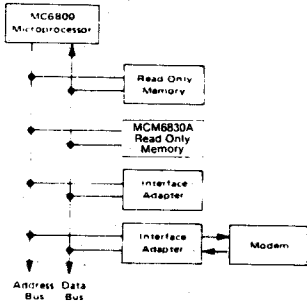 MC6800
Microprocessor
Read Only
Memory
MCM6830A
Read Only
Memory
Interface
Adapter
Interface
Adapter
Modem
Address Data
Bus Bus